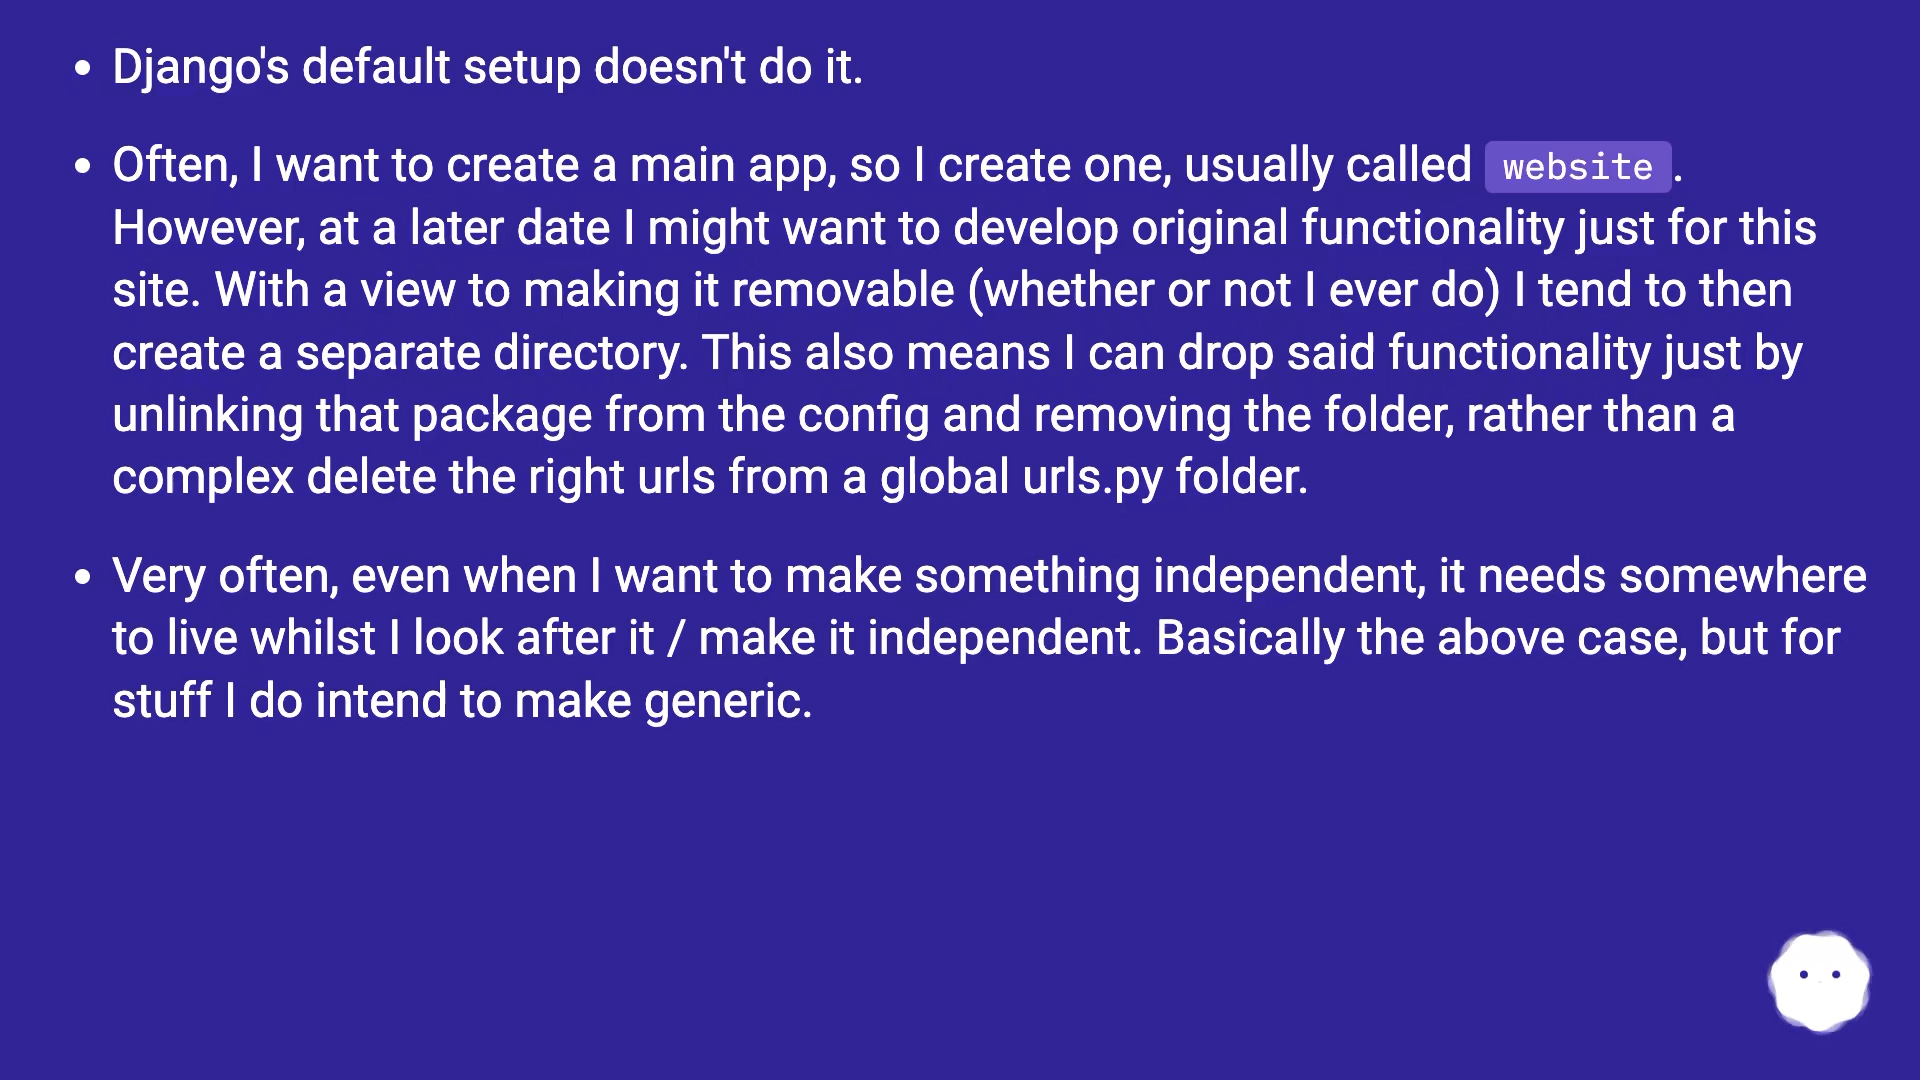 • Django's default setup doesn't do it.
• Often, I want to create a main app, so I create one, usually called website.
However, at a later date I might want to develop original functionality just for this
site. With a view to making it removable (whether or not I ever do) I tend to then
create a separate directory. This also means I can drop said functionality just by
unlinking that package from the config and removing the folder, rather than a
complex delete the right urls from a global urls.py folder.
• Very often, even when I want to make something independent, it needs somewhere
to live whilst I look after it / make it independent. Basically the above case, but for
stuff I do intend to make generic.